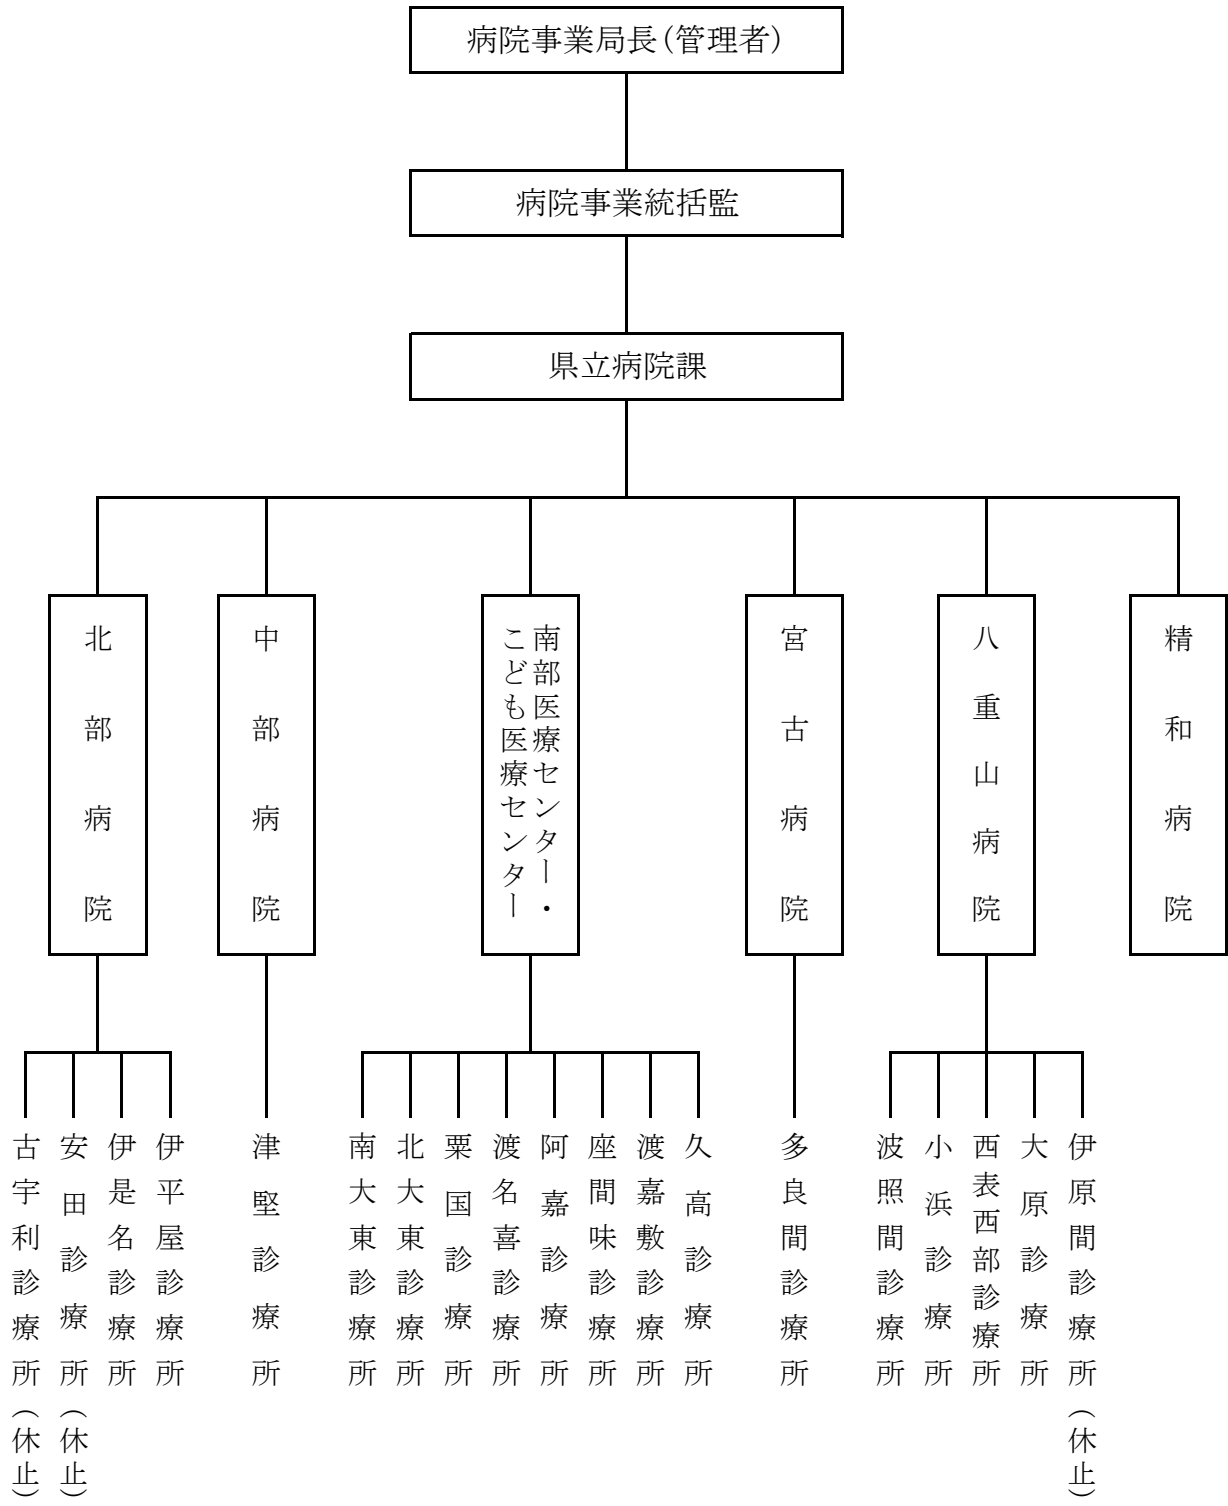 病院事業局長(管理者)
病院事業統括監
県立病院課
北部病院
中部病院
南部医療センター・
こども医療センター
宮古病院
八重山病院
精和病院
古宇利診療所(休止)
安田診療所(休止)
伊是名診療所
伊平屋診療所
津堅診療所
南大東診療所
北大東診療所
粟国診療所
渡名喜診療所
阿嘉診療所
座間味診療所
渡嘉敷診療所
久高診療所
多良間診療所
波照間診療所
小浜診療所
西表西部診療所
大原診療所
伊原間診療所(休止)